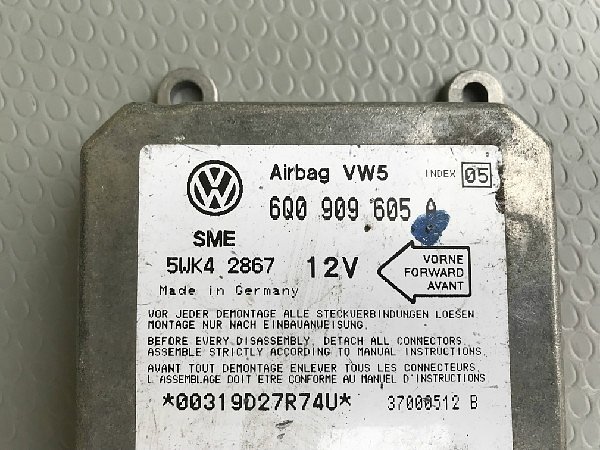 Airbag VW5 INDEX 05
6Q0 909 605 A
SME
5WK4 2867 12V
VORNE
FORWARD
AVANT
Made in Germany
VOR JEDER DEMONTAGE ALLE STECKVERBINDUNGEN LOESEN
MONTAGE NUR NACH EINBAUANWEISUNG.
BEFORE EVERY DISASSEMBLY, DETACH ALL CONNECTORS
ASSEMBLE STRICTLY ACCORDING TO MANUAL INSTRUCTIONS.
AVANT TOUT DEMONTAGE ENLEVER TOUS LES CONNECTEURS.
L'ASSEMBLAGE DOIT ETRE CONFORME AU MANUEL D'INSTRUCTIONS
*00319D27R74U* 37000512 B